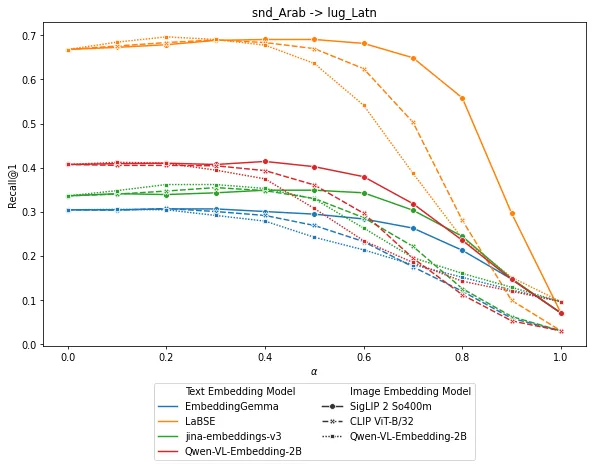 snd_Arab -> lug_Latn
Recall@1
0.7
0.6
0.5
0.4
0.3
0.2
0.1
0.0
0.0 0.2 0.4 0.6 0.8 1.0
α
Text Embedding Model Image Embedding Model
EmbeddingGemma SigLIP 2 So400m
LaBSE CLIP ViT-B/32
jina-embeddings-v3 Qwen-VL-Embedding-2B
Qwen-VL-Embedding-2B